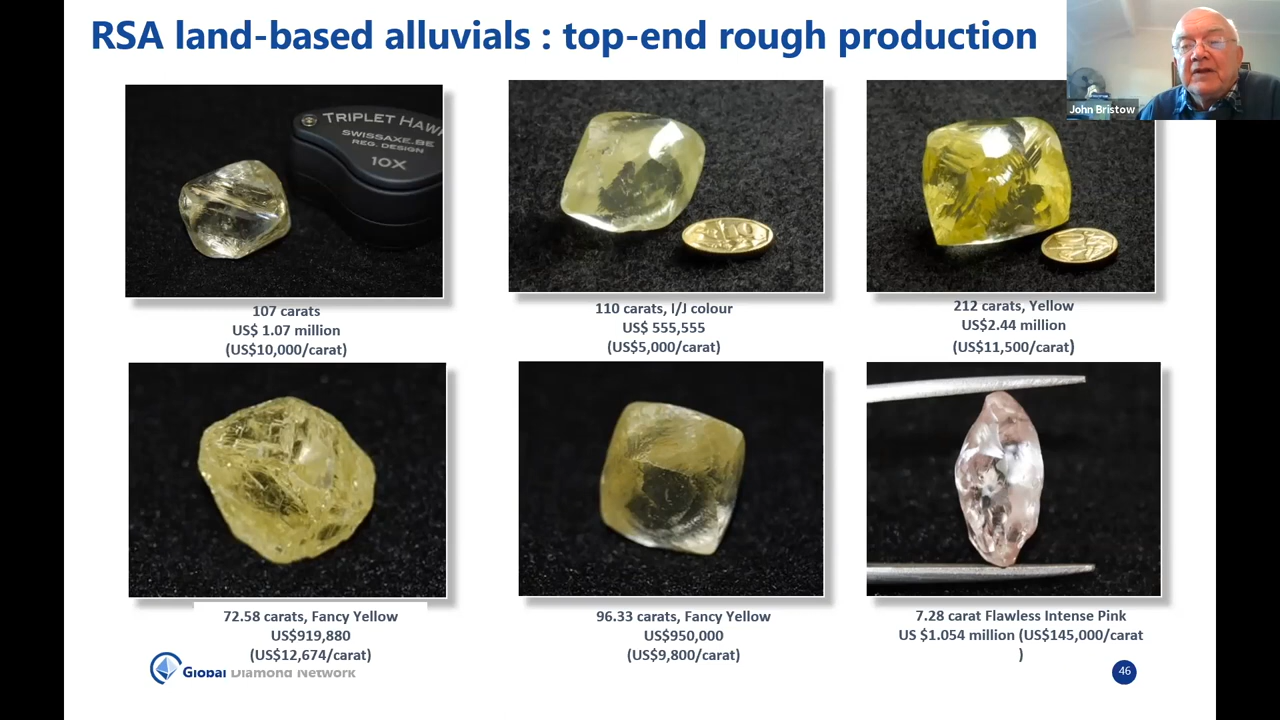 RSA land-based alluvials : top-end rough production
John Bristow
TRIPLET HAW
SWISSAXE.BE
REG. DESIGN
10X
107 carats
US$ 1.07 million
(US$10,000/carat)
110 carats, I/J colour
US$ 555,555
(US$5,000/carat)
212 carats, Yellow
US$2.44 million
(US$11,500/carat)
72.58 carats, Fancy Yellow
US$919,880
(US$12,674/carat)
96.33 carats, Fancy Yellow
US$950,000
(US$9,800/carat)
7.28 carat Flawless Intense Pink
US $1.054 million (US$145,000/carat
)
Global Diamond Network
46